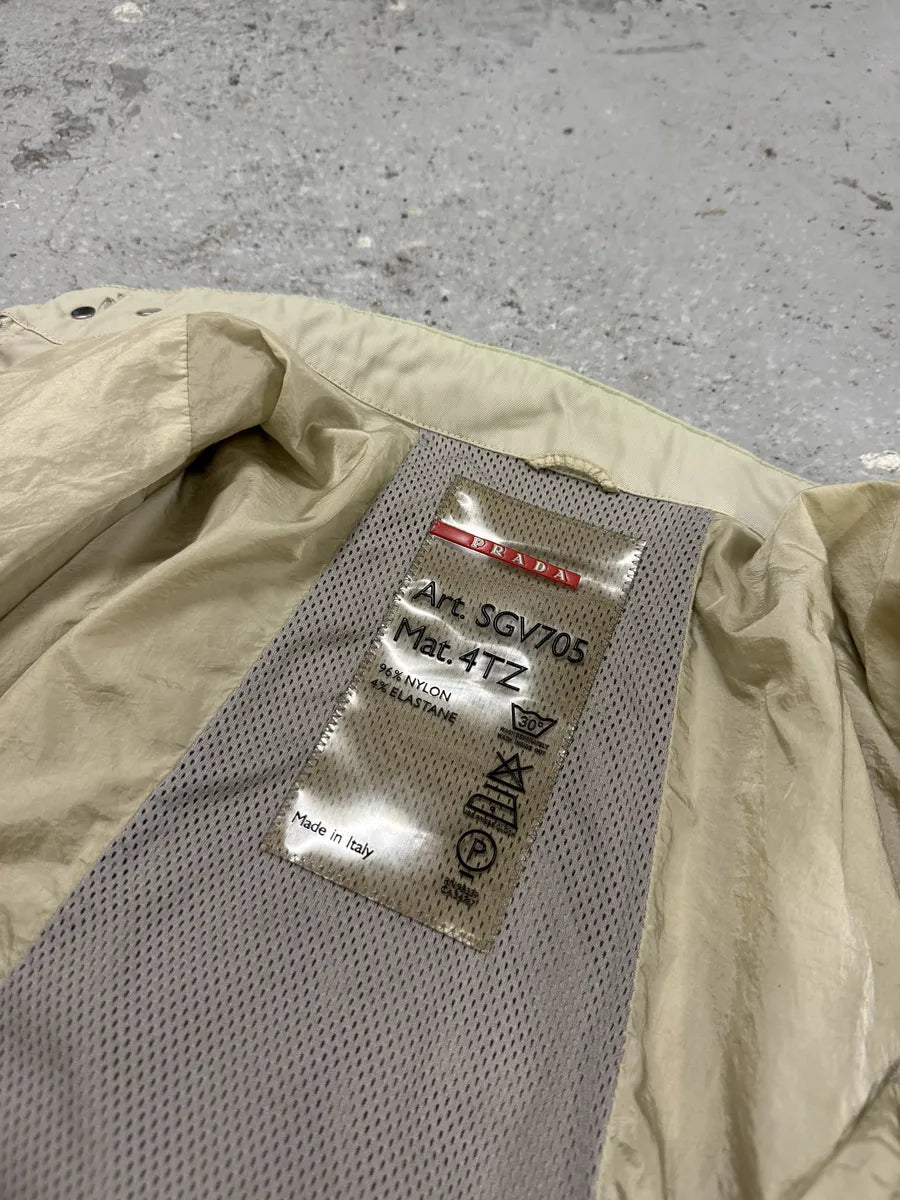 PRADA
Art. SGV705
Mat. 4TZ
96% NYLON
4% ELASTANE
30°
P
Made in Italy